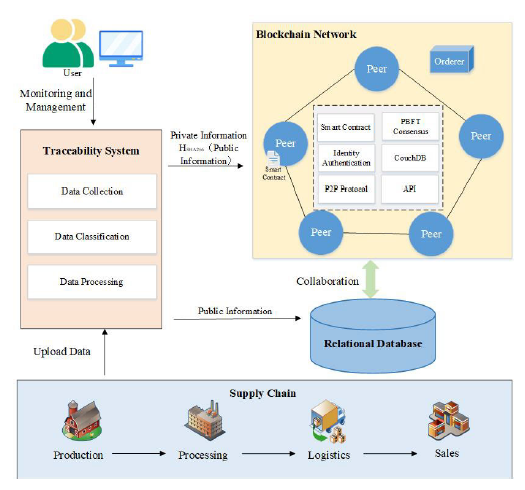 Blockchain Network
Orderer
Peer
User
Monitoring and
Management
Traceability System
Data Collection
Data Classification
Data Processing
Private Information
H（Public
Information）
Peer
Smart
Contract
Peer
Smart Contract
PBFT
Consensus
Identity
Authentication
CouchDB
P2P Protocol
API
Peer
Peer
Collaboration
Public Information
Relational Database
Upload Data
Supply Chain
Production
Processing
Logistics
Sales